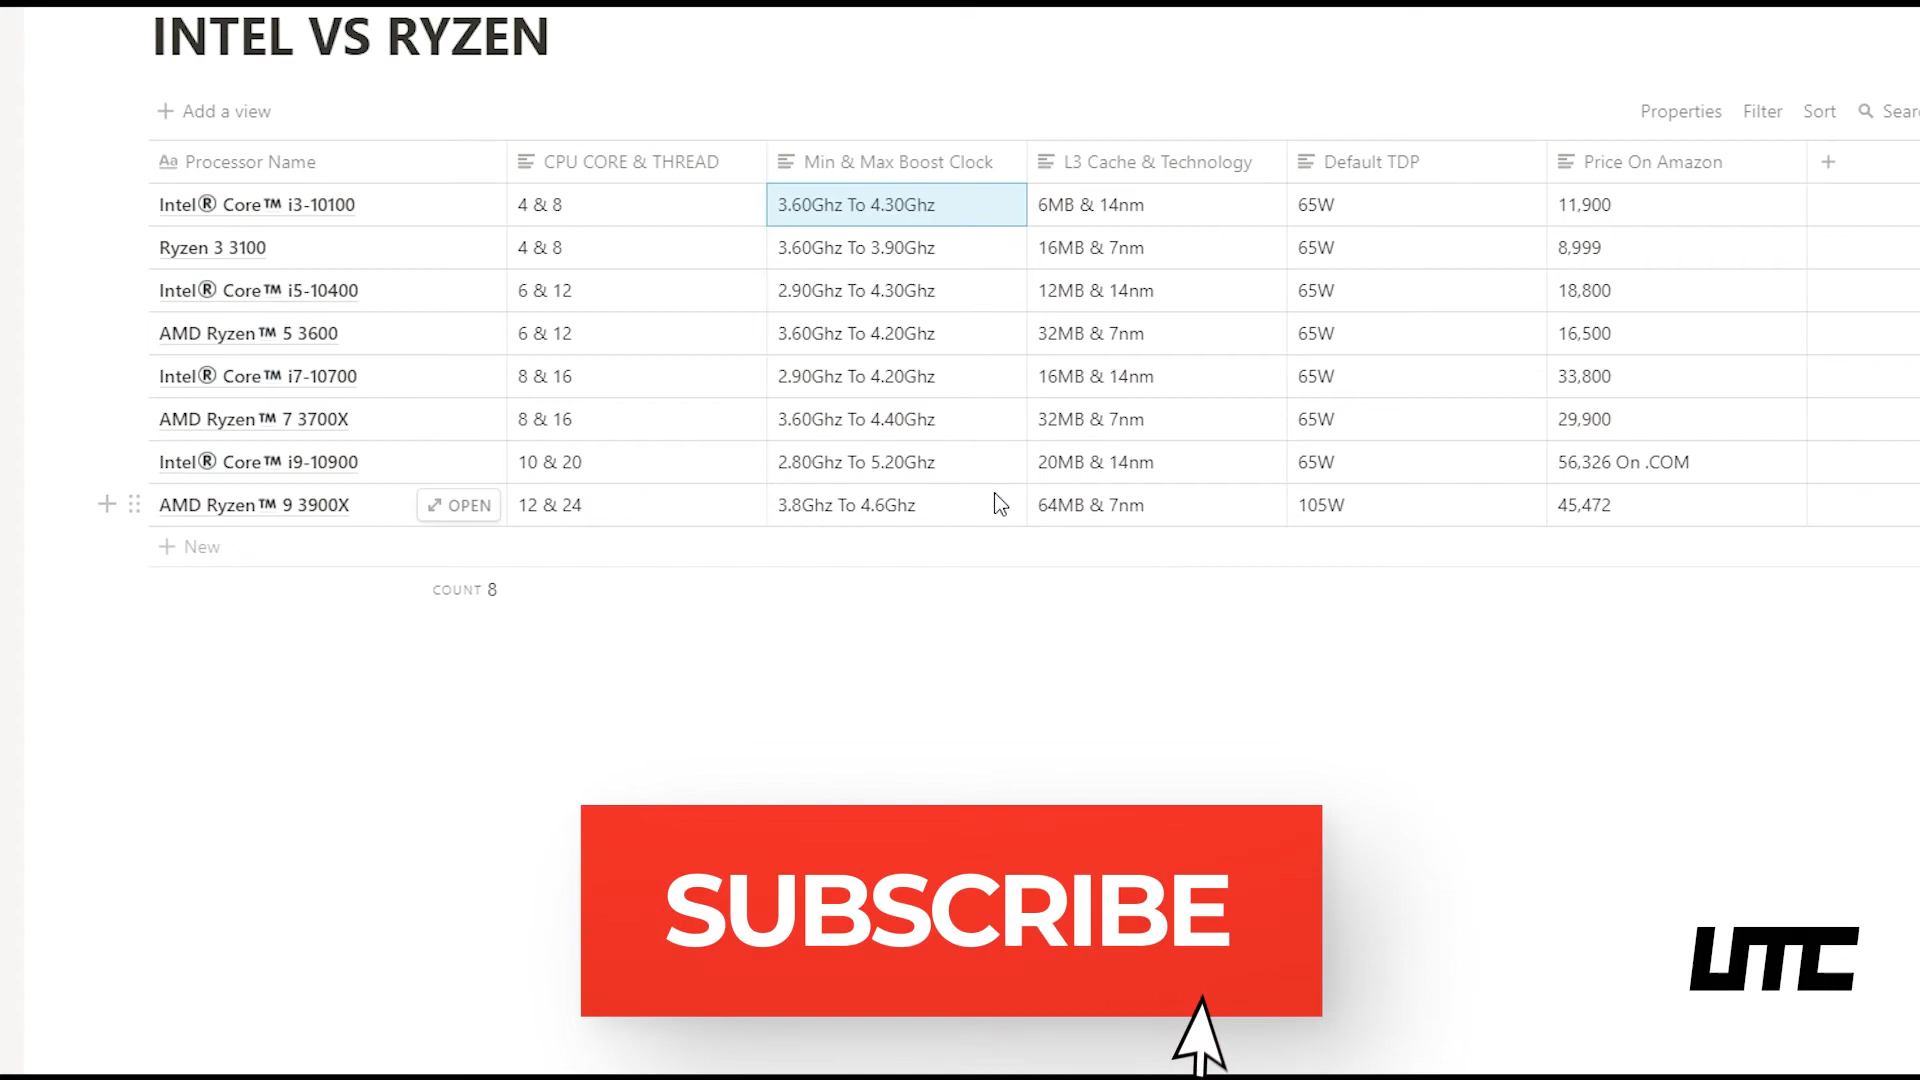 INTEL VS RYZEN
+ Add a view Properties Filter Sort Sear
Aa Processor Name CPU CORE & THREAD Min & Max Boost Clock L3 Cache & Technology Default TDP Price On Amazon +
Intel® Core™ i3-10100 4 & 8 3.60Ghz To 4.30Ghz 6MB & 14nm 65W 11,900
Ryzen 3 3100 4 & 8 3.60Ghz To 3.90Ghz 16MB & 7nm 65W 8,999
Intel® Core™ i5-10400 6 & 12 2.90Ghz To 4.30Ghz 12MB & 14nm 65W 18,800
AMD Ryzen™ 5 3600 6 & 12 3.60Ghz To 4.20Ghz 32MB & 7nm 65W 16,500
Intel® Core™ i7-10700 8 & 16 2.90Ghz To 4.20Ghz 16MB & 14nm 65W 33,800
AMD Ryzen™ 7 3700X 8 & 16 3.60Ghz To 4.40Ghz 32MB & 7nm 65W 29,900
Intel® Core™ i9-10900 10 & 20 2.80Ghz To 5.20Ghz 20MB & 14nm 65W 56,326 On .COM
AMD Ryzen™ 9 3900X OPEN 12 & 24 3.8Ghz To 4.6Ghz 64MB & 7nm 105W 45,472
+ New
COUNT 8
SUBSCRIBE
UTC